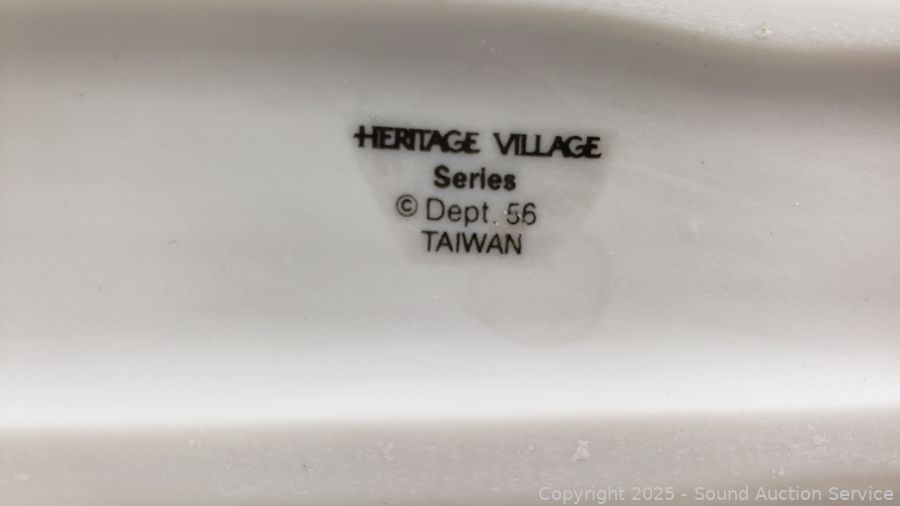 HERITAGE VILLAGE
Series
© Dept. 56
TAIWAN
Copyright 2025 - Sound Auction Service